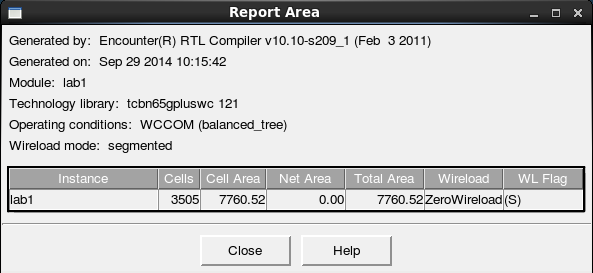 Report Area
Generated by: Encounter(R) RTL Compiler v10.10-s209_1 (Feb 3 2011)
Generated on: Sep 29 2014 10:15:42
Module: lab1
Technology library: tcbn65gpluswc 121
Operating conditions: WCCOM (balanced_tree)
Wireload mode: segmented
Instance Cells Cell Area Net Area Total Area Wireload WL Flag
lab1 3505 7760.52 0.00 7760.52 ZeroWireload (S)
Close Help